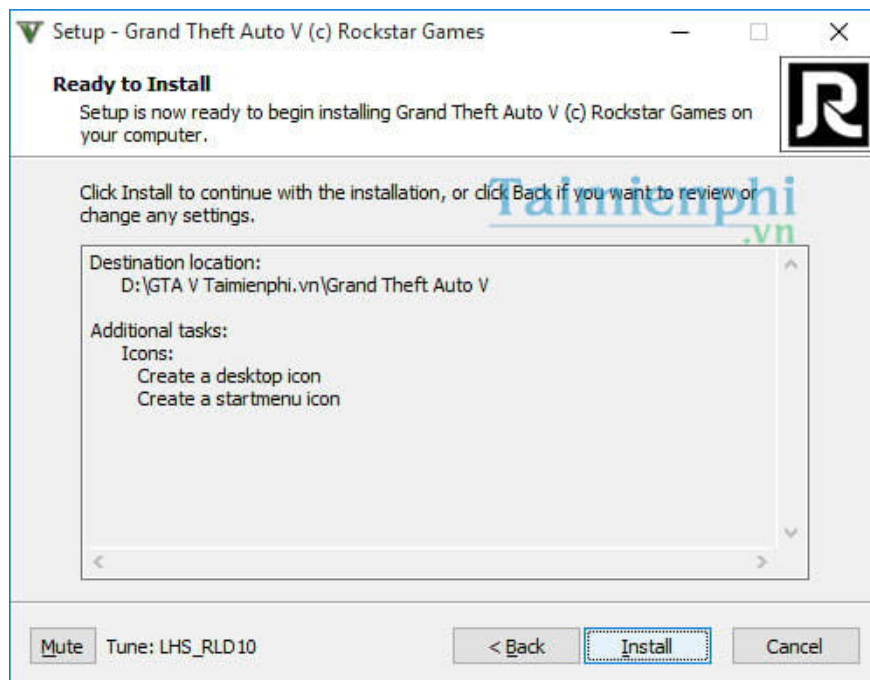 Setup - Grand Theft Auto V (c) Rockstar Games
Ready to Install
Setup is now ready to begin installing Grand Theft Auto V (c) Rockstar Games on
your computer.
R
Click Install to continue with the installation, or click Back if you want to review or
change any settings.
Taimienphi
.vn
Destination location:
D:\GTA V Taimienphi.vn\Grand Theft Auto V
Additional tasks:
Icons:
Create a desktop icon
Create a startmenu icon
Mute Tune: LHS_RLD10 < Back Install Cancel